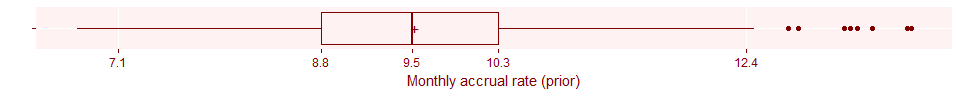 7.1 8.8 9.5 10.3 12.4
Monthly accrual rate (prior)